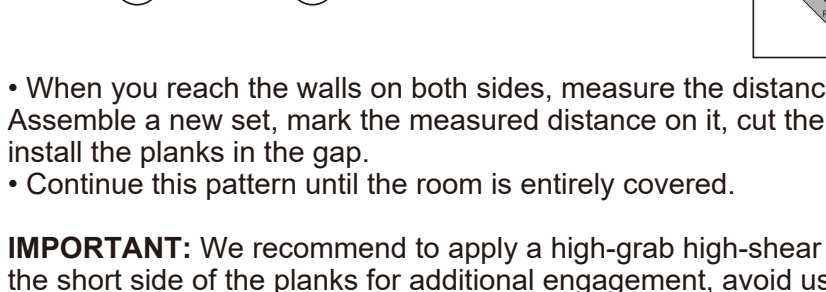 • When you reach the walls on both sides, measure the
Assemble a new set, mark the measured distance on it, cut the
install the planks in the gap.
• Continue this pattern until the room is entirely covered.
IMPORTANT: We recommend to apply a high-grab high-shear
the short side of the planks for additional engagement, avoid